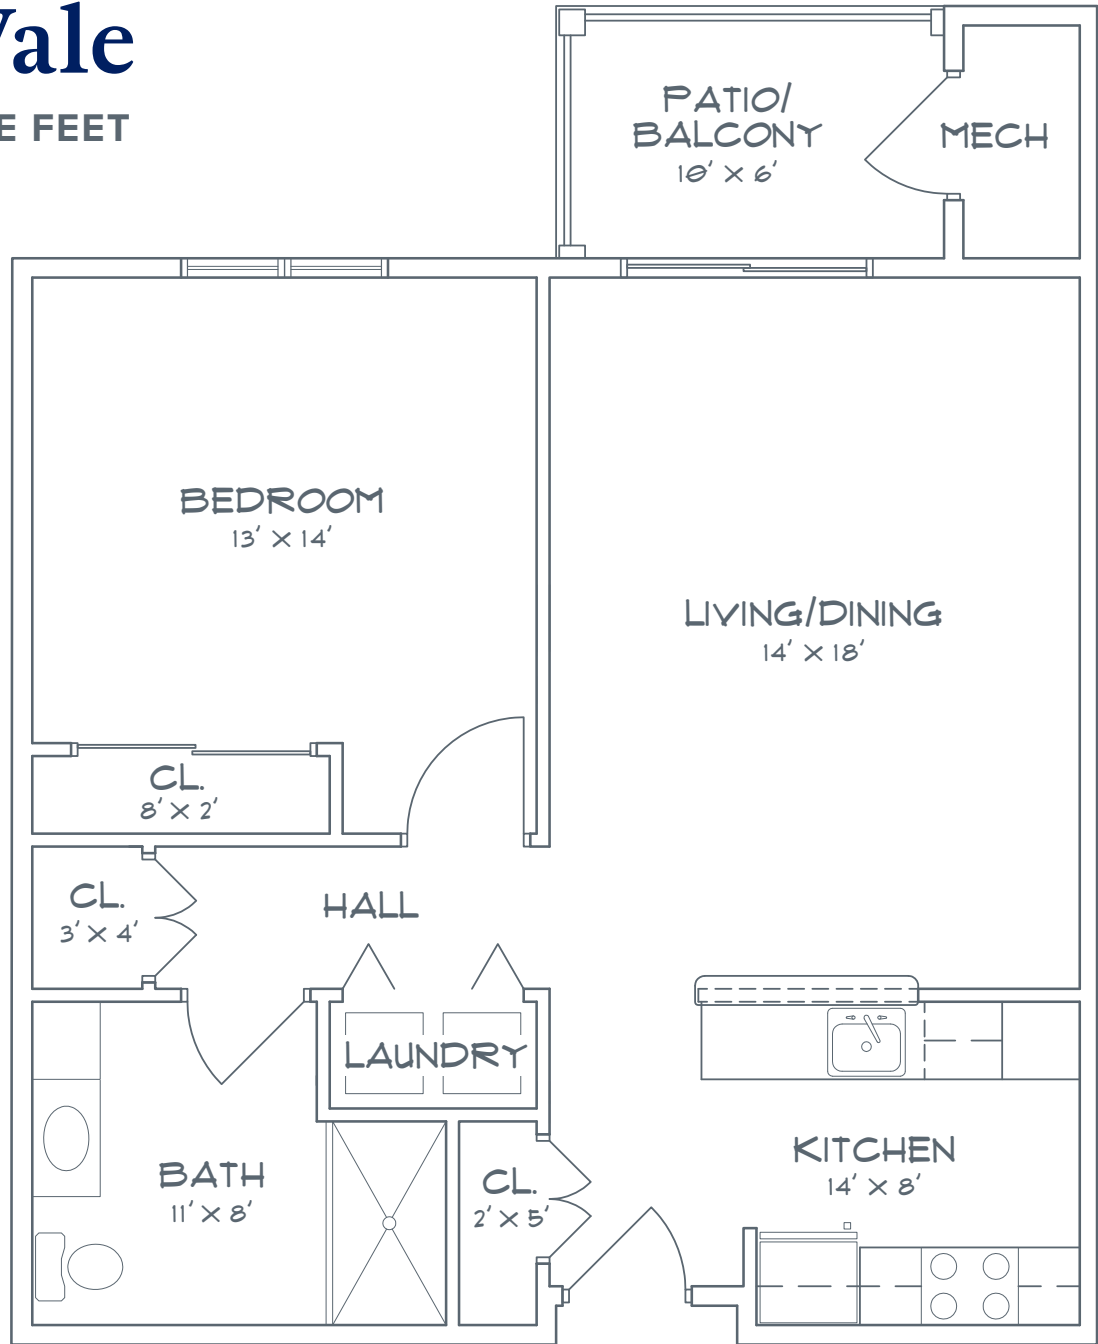 Vale
E FEET
PATIO/
BALCONY
10' X 6'
MECH
BEDROOM
13' X 14'
LIVING/DINING
14' X 18'
CL.
8' X 2'
CL.
3' X 4'
HALL
LAUNDRY
BATH
11' X 8'
CL.
2' X 5'
KITCHEN
14' X 8'